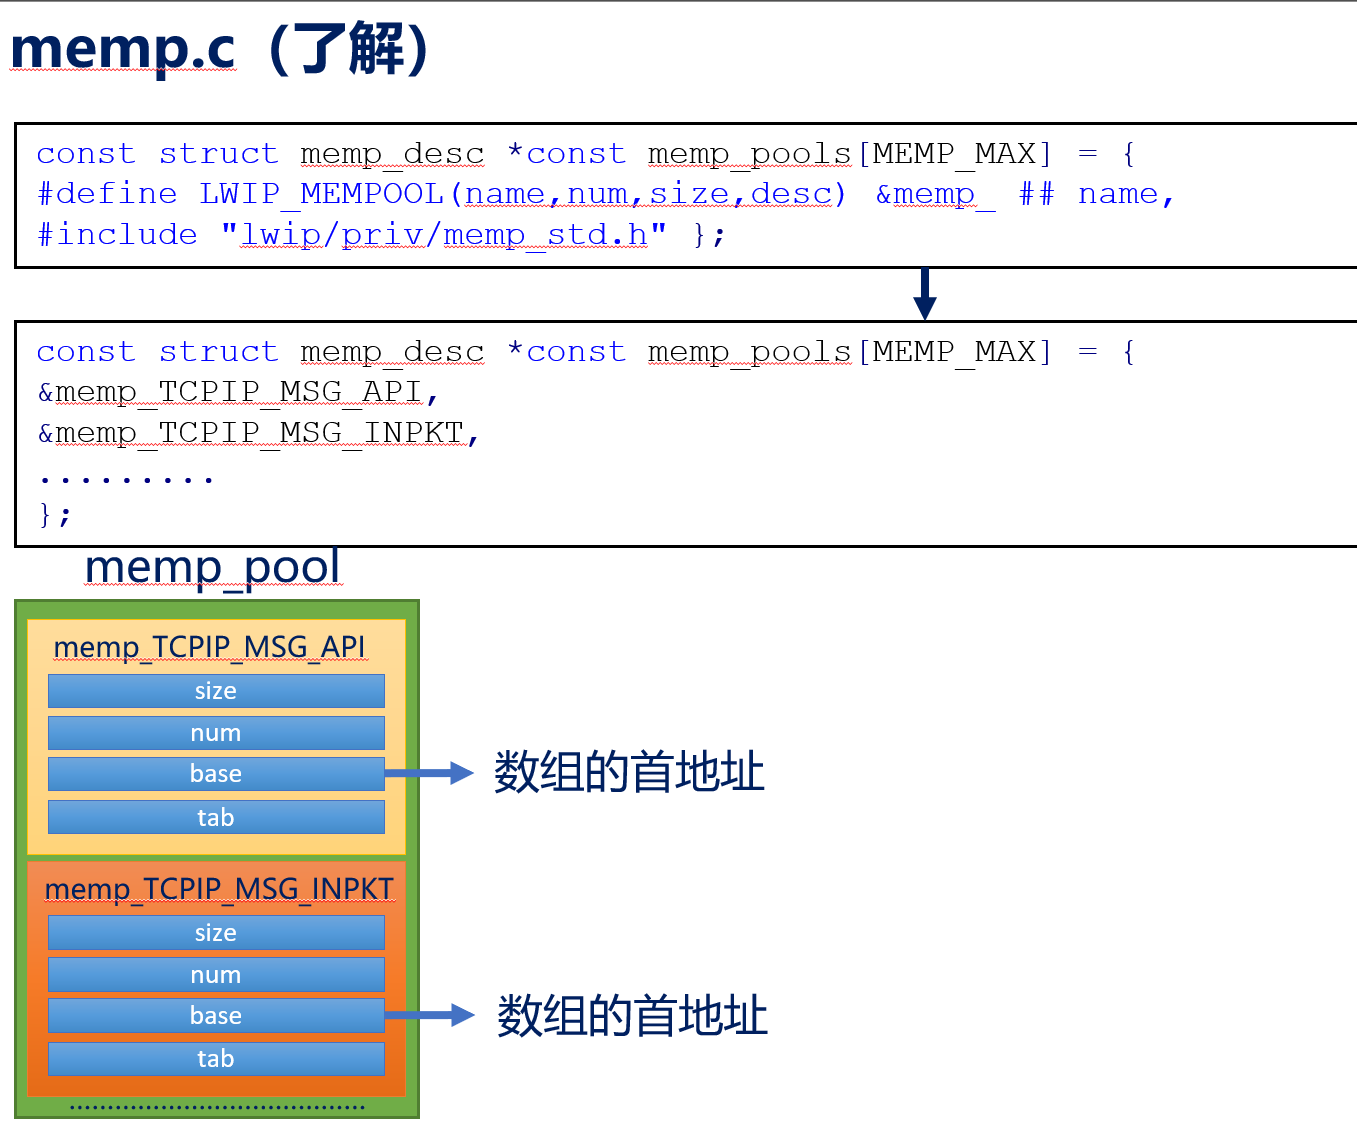 memp.c（了解）
const struct memp_desc *const memp_pools[MEMP_MAX] = {
#define LWIP_MEMPOOL(name,num,size,desc) &memp_ ## name,
#include "lwip/priv/memp_std.h" };
const struct memp_desc *const memp_pools[MEMP_MAX] = {
&memp_TCPIP_MSG_API,
&memp_TCPIP_MSG_INPKT,
.........
};
memp_pool
memp_TCPIP_MSG_API
size
num
base
数组的首地址
tab
memp_TCPIP_MSG_INPKT
size
num
base
数组的首地址
tab
.......................................